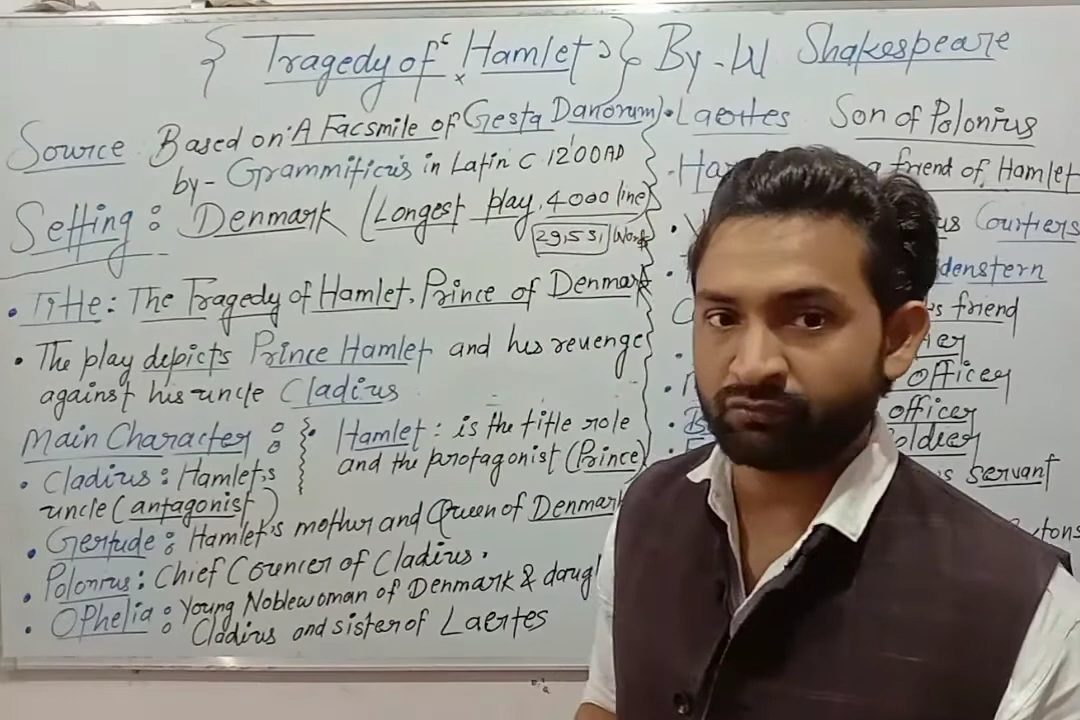 { Tragedy of Hamlet :} By - W Shakespeare
Source Based on: A Facsmile of Gesta Danorum
by - Grammiticus in Latin C 1200 AD
Setting : Denmark (Longest play, 4000 line)
29,551 Words
• Title: The Tragedy of Hamlet, Prince of Denmark
• The play depicts Prince Hamlet and his revenge
against his uncle Cladius
Main Character :
• Cladius : Hamlet's
uncle (antagonist)
• Hamlet : is the title role
and the protagonist (Prince)
• Gertude : Hamlet's mother and Queen of Denmark
• Polonius : Chief Councer of Cladius.
• Ophelia : Young Noblewoman of Denmark & daug
Cladius and sister of Laertes
• Laertes Son of Polonius
a friend of Hamlet
Courtiers
denstern
friend
officer
officer
Soldier
servant